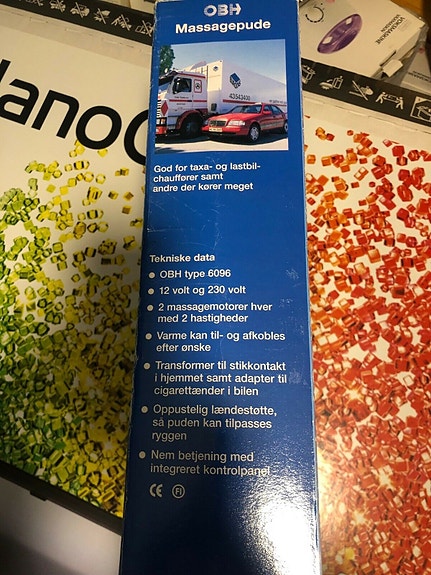 OBH
Massagepude
43543400
God for taxa- og lastbil-
chauffører samt
andre der kører meget
Tekniske data
OBH type 6096
12 volt og 230 volt
2 massagemotorer hver
med 2 hastigheder
Varme kan til- og afkobles
efter ønske
Transformer til stikkontakt
i hjemmet samt adapter til
cigarettænder i bilen
Oppustelig lændestøtte,
så puden kan tilpasses
ryggen
Nem betjening med
integreret kontrolpanel
CE FI
lano